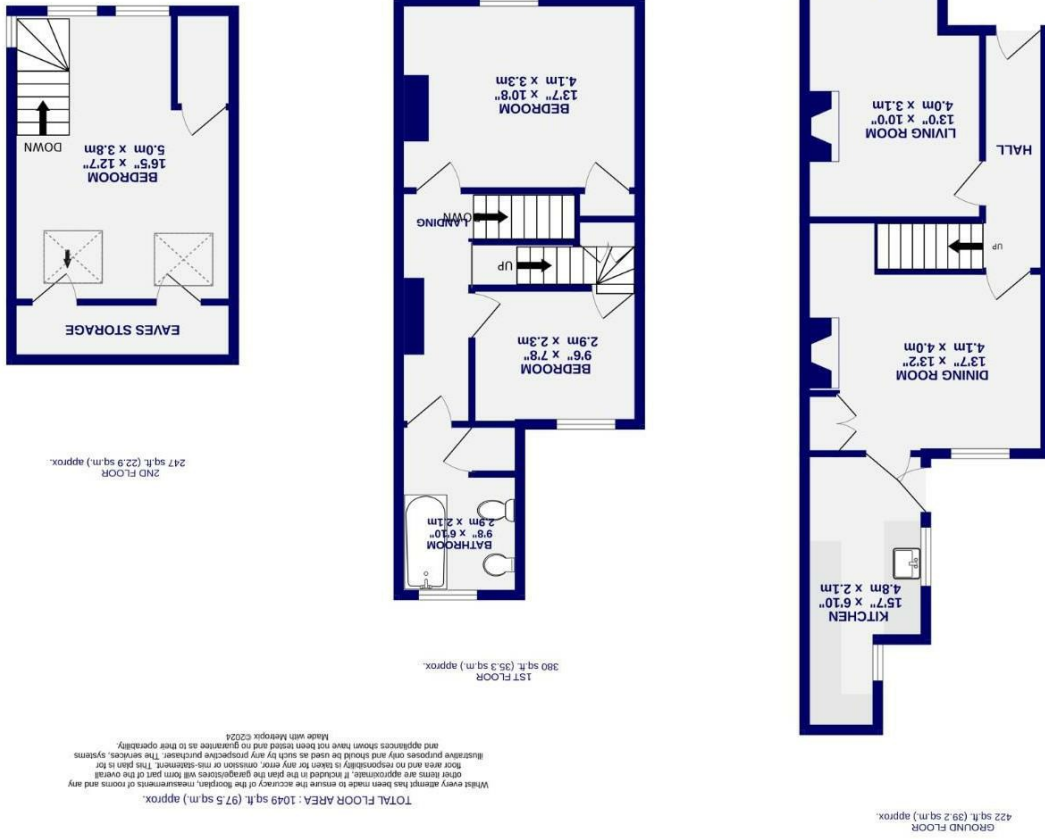 GROUND FLOOR
422 sq.ft. (39.2 sq.m.) approx.
KITCHEN
15'7" x 6'10"
4.8m x 2.1m
DINING ROOM
13'7" x 13'2"
4.1m x 4.0m
UP
HALL
LIVING ROOM
13'0" x 10'0"
4.0m x 3.1m
1ST FLOOR
380 sq.ft. (35.3 sq.m.) approx.
BATHROOM
9'8" x 6'10"
2.9m x 2.1m
BEDROOM
9'6" x 7'8"
2.9m x 2.3m
UP
DOWN
LANDING
BEDROOM
13'7" x 10'8"
4.1m x 3.3m
2ND FLOOR
247 sq.ft. (22.9 sq.m.) approx.
EAVES STORAGE
BEDROOM
16'5" x 12'7"
5.0m x 3.8m
DOWN
TOTAL FLOOR AREA : 1049 sq.ft. (97.5 sq.m.) approx.
Whilst every attempt has been made to ensure the accuracy of the floorplan, measurements of rooms and any
other items are approximate, If included in the plan the garage/stores will form part of the overall
floor area and no responsibility is taken for any error, omission or mis-statement. This plan is for
illustrative purposes only and should be used as such by any prospective purchaser. The services, systems
and appliances shown have not been tested and no guarantee as to their operability.
Made with Metropix ©2024